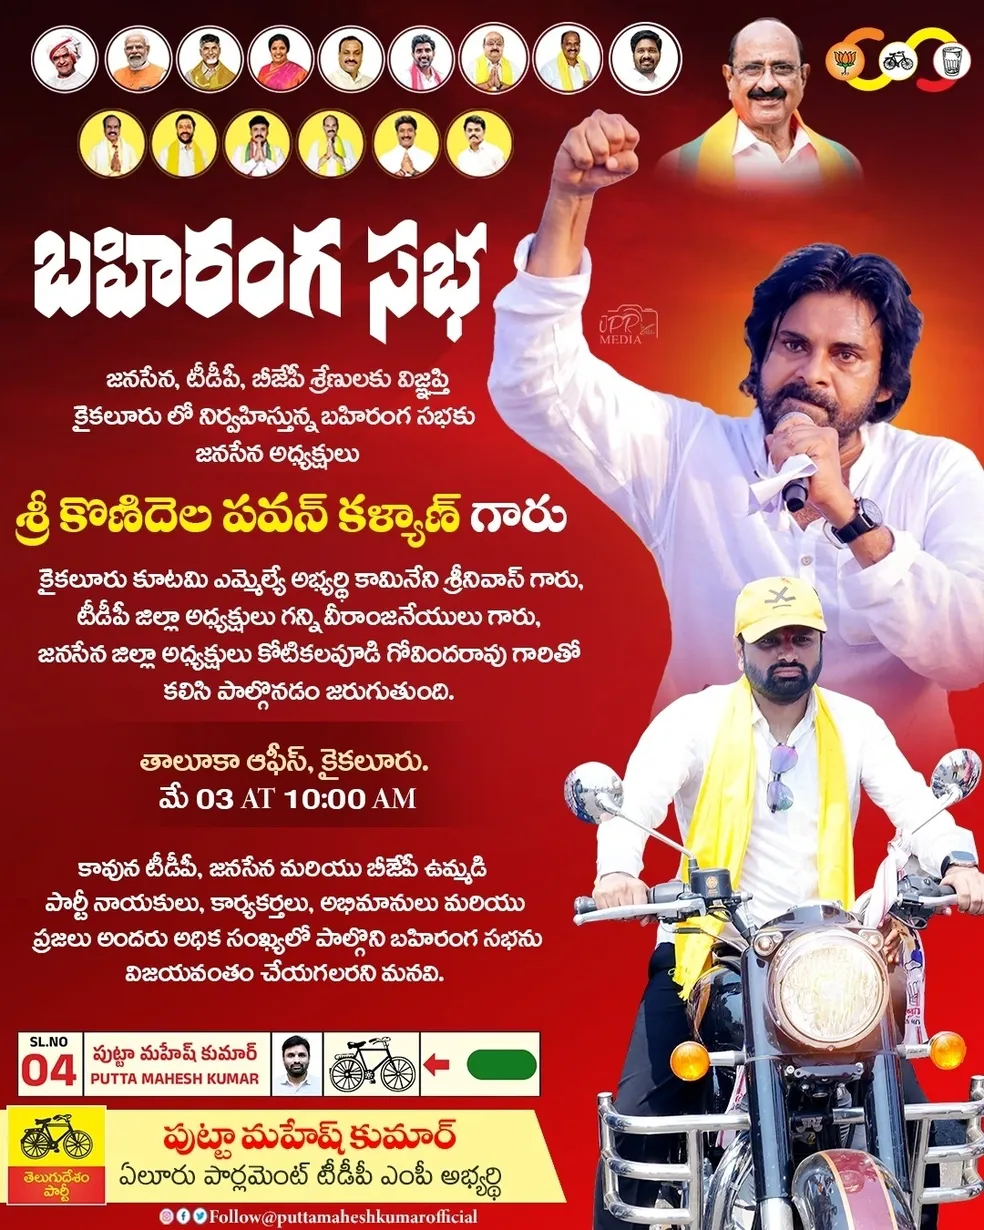 బహిరంగ సభ
UPR
MEDIA
జనసేన, టీడీపీ, బీజేపీ శ్రేణులకు విజ్ఞప్తి
కైకలూరు లో నిర్వహిస్తున్న బహిరంగ సభకు
జనసేన అధ్యక్షులు
శ్రీ కొణిదెల పవన్ కళ్యాణ్ గారు
కైకలూరు కూటమి ఎమ్మెల్యే అభ్యర్థి కామినేని శ్రీనివాస్ గారు,
టీడీపీ జిల్లా అధ్యక్షులు గన్ని వీరాంజనేయులు గారు,
జనసేన జిల్లా అధ్యక్షులు కోటికలపూడి గోవిందరావు గారితో
కలిసి పాల్గొనడం జరుగుతుంది.
తాలూకా ఆఫీస్, కైకలూరు.
మే 03 AT 10:00 AM
కావున టీడీపీ, జనసేన మరియు బీజేపీ ఉమ్మడి
పార్టీ నాయకులు, కార్యకర్తలు, అభిమానులు మరియు
ప్రజలు అందరు అధిక సంఖ్యలో పాల్గొని బహిరంగ సభను
విజయవంతం చేయగలరని మనవి.
SL.NO
04
పుట్టా మహేష్ కుమార్
PUTTA MAHESH KUMAR
పుట్టా మహేష్ కుమార్
ఏలూరు పార్లమెంట్ టీడీపీ ఎంపీ అభ్యర్థి
తెలుగుదేశం
పార్టీ
Follow@puttamaheshkumarofficial